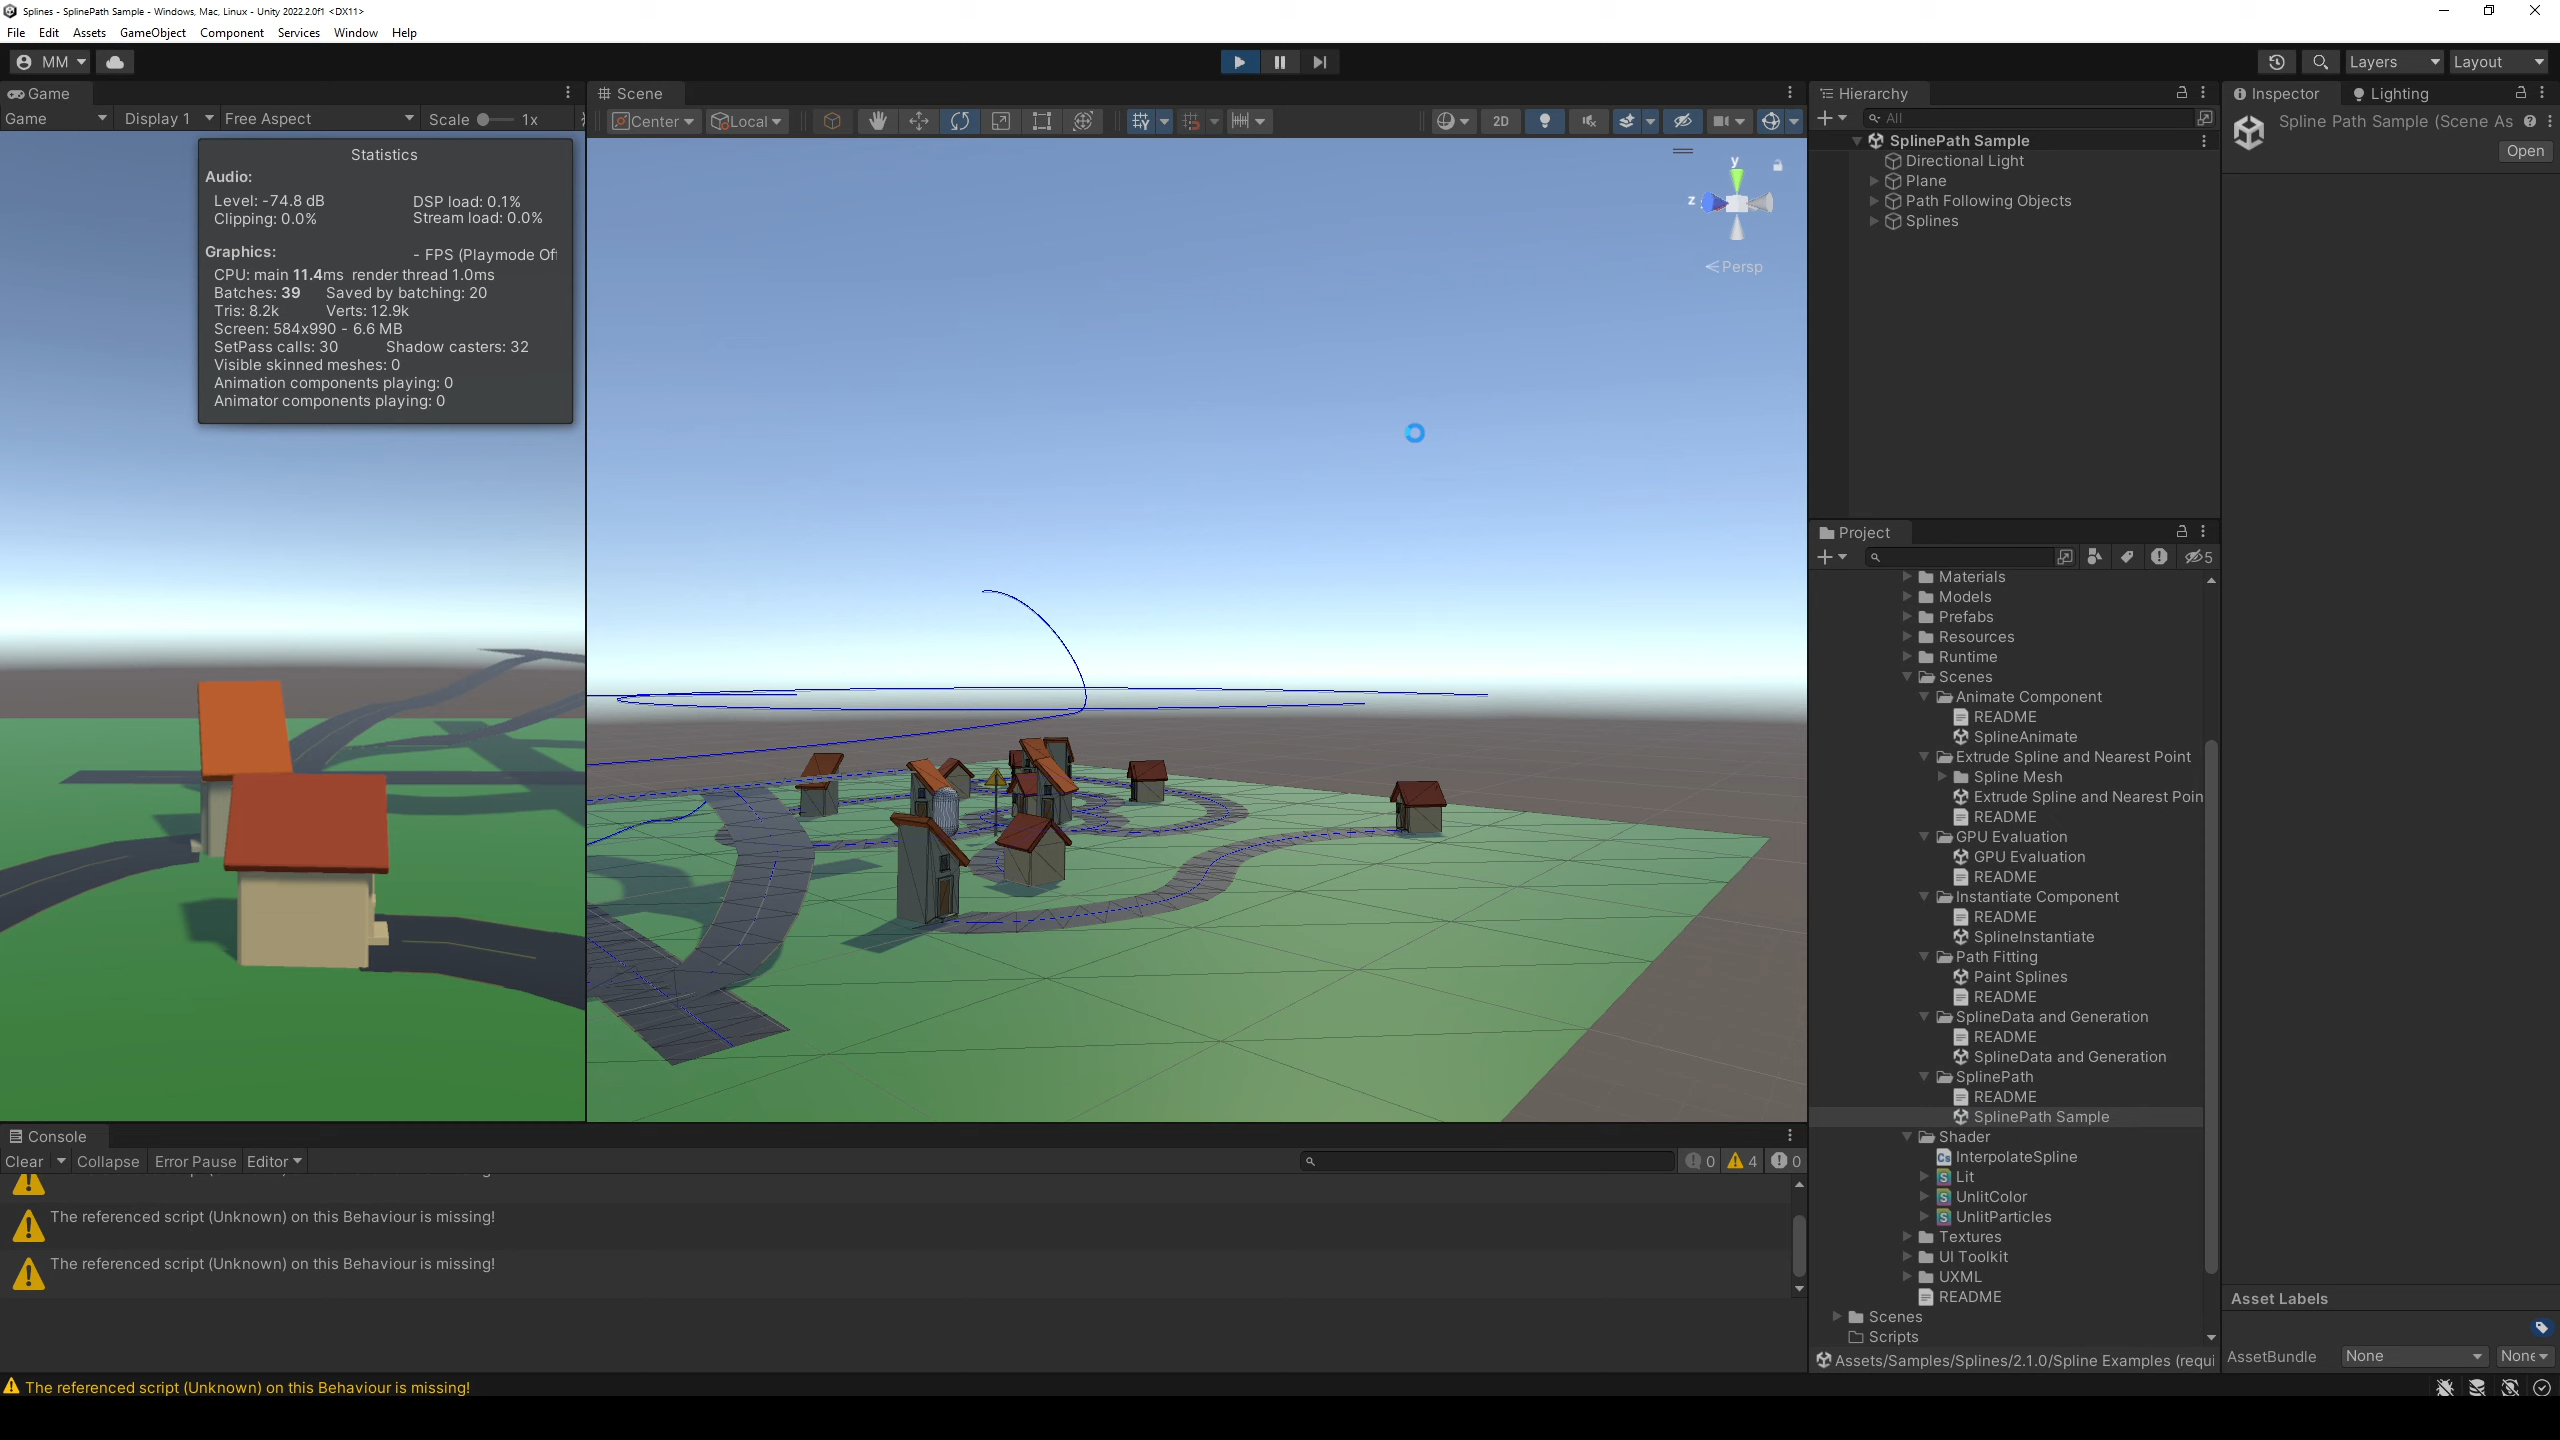 Splines - SplinePath Sample - Windows, Mac, Linux - Unity 2022.2.0f1 <DX11>
File Edit Assets GameObject Component Services Window Help
MM
Layers Layout
Game
Game Display 1 Free Aspect Scale 1x
Statistics
Audio:
Level: -74.8 dB DSP load: 0.1%
Clipping: 0.0% Stream load: 0.0%
Graphics: - FPS (Playmode Of
CPU: main 11.4ms render thread 1.0ms
Batches: 39 Saved by batching: 20
Tris: 8.2k Verts: 12.9k
Screen: 584x990 - 6.6 MB
SetPass calls: 30 Shadow casters: 32
Visible skinned meshes: 0
Animation components playing: 0
Animator components playing: 0
Scene
Center Local 2D
y
z
Persp
Hierarchy
All
SplinePath Sample
Directional Light
Plane
Path Following Objects
Splines
Project
5
Materials
Models
Prefabs
Resources
Runtime
Scenes
Animate Component
README
SplineAnimate
Extrude Spline and Nearest Point
Spline Mesh
Extrude Spline and Nearest Poin
README
GPU Evaluation
GPU Evaluation
README
Instantiate Component
README
SplineInstantiate
Path Fitting
Paint Splines
README
SplineData and Generation
README
SplineData and Generation
SplinePath
README
SplinePath Sample
Shader
InterpolateSpline
Lit
UnlitColor
UnlitParticles
Textures
UI Toolkit
UXML
README
Scenes
Scripts
Assets/Samples/Splines/2.1.0/Spline Examples (requi
Inspector Lighting
Spline Path Sample (Scene As
Open
Asset Labels
AssetBundle None None
Console
Clear Collapse Error Pause Editor 0 4 0
The referenced script (Unknown) on this Behaviour is missing!
The referenced script (Unknown) on this Behaviour is missing!
The referenced script (Unknown) on this Behaviour is missing!